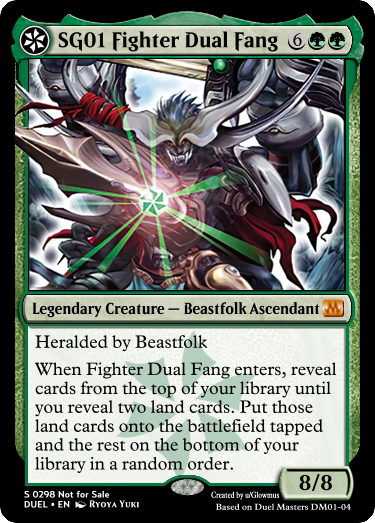 SG01 Fighter Dual Fang 6
Legendary Creature — Beastfolk Ascendant
Heralded by Beastfolk
When Fighter Dual Fang enters, reveal
cards from the top of your library until
you reveal two land cards. Put those
land cards onto the battlefield tapped
and the rest on the bottom of your
library in a random order.
8/8
S 0298 Not for Sale
DUEL • EN Ryoya Yuki
Created by u/Glowmus
Based on Duel Masters DM01-04